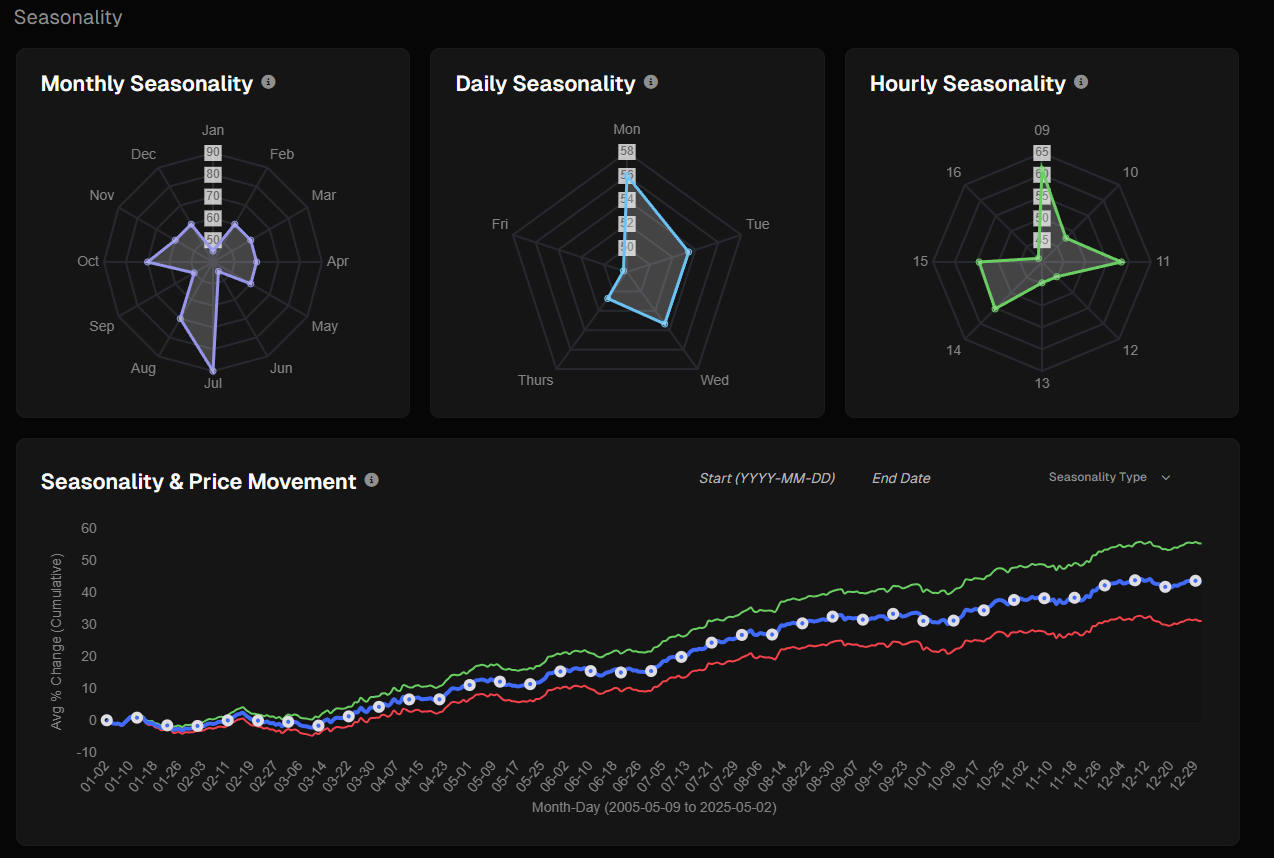 Seasonality
Monthly Seasonality
Daily Seasonality
Hourly Seasonality
Jan
Feb
Mar
Apr
May
Jun
Jul
Aug
Sep
Oct
Nov
Dec
90
80
70
60
50
Mon
Tue
Wed
Thurs
Fri
58
56
54
52
50
09
10
11
12
13
14
15
16
65
60
55
50
45
Seasonality & Price Movement
Start (YYYY-MM-DD)
End Date
Seasonality Type
Avg % Change (Cumulative)
60
50
40
30
20
10
0
-10
01-02
01-10
01-18
01-26
02-03
02-11
02-19
02-27
03-06
03-14
03-22
03-30
04-07
04-15
04-23
05-01
05-09
05-17
05-25
06-02
06-10
06-18
06-26
07-05
07-13
07-21
07-29
08-06
08-14
08-22
08-30
09-07
09-15
09-23
10-01
10-09
10-17
10-25
11-02
11-10
11-18
11-26
12-04
12-12
12-20
12-29
Month-Day (2005-05-09 to 2025-05-02)